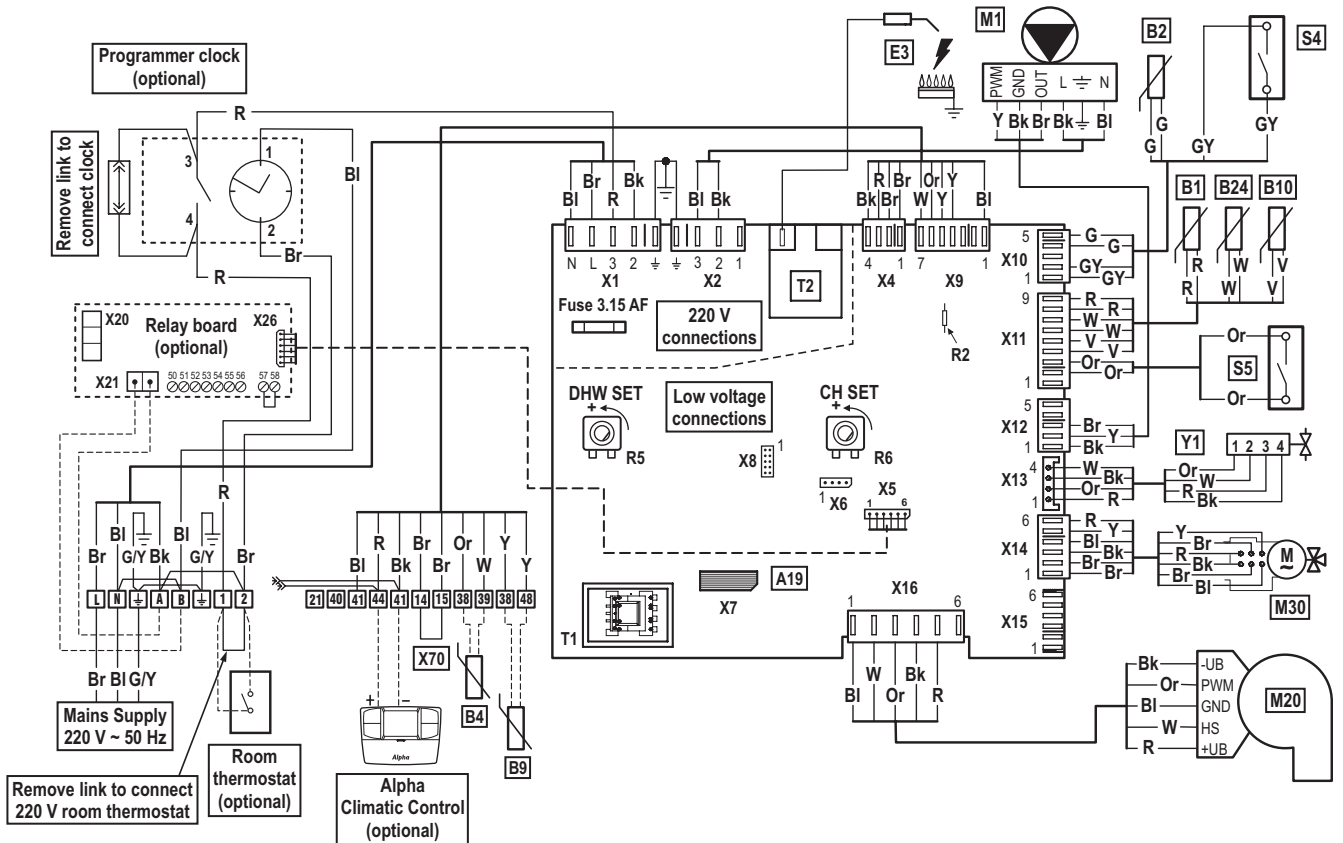 Programmer clock
(optional)
Remove link to
connect clock
R
3
4
1
2
Bl
Br
R
E3
M1
PWM
GND
OUT
L
N
Y Bk Br Bk Bl
B2
G
G
S4
GY
GY
B1
B24
B10
R W V
R W V
Bl Br R Bk
N L 3 2
X1
Bl Bk
3 2 1
X2
T2
Bk R Br Br
4 1
X4
W Or Y Y Bl
7 1
X9
Fuse 3.15 AF
220 V
connections
R2
5
X10
1
G
G
GY
GY
9
X11
1
R
R
W
W
V
V
Or
Or
Or
S5
Or
X20
Relay board
(optional)
X26
X21
50 51 52 53 54 55 56
57 58
DHW SET
+
R5
Low voltage
connections
CH SET
+
R6
X8
1
1
X6
X5
1 6
5
X12
1
Br
Y
Bk
4
X13
1
W
Bk
Or
R
Y1
1 2 3 4
Or
W
R
Bk
6
X14
1
R
Y
Bl
Bk
Br
Br
Y
Br
R
Bk
Br
Bl
M
~
M30
6
X15
1
R
Br
Bl
G/Y
Bk
Bl
G/Y
Br
L N A B 1 2
Br Bl G/Y
Mains Supply
220 V ~ 50 Hz
Remove link to connect
220 V room thermostat
Room
thermostat
(optional)
Bl R Bk Br Br Or W Y Y
21 40 41 44 41 14 15 38 39 38 48
X70
B4
B9
+ −
Alpha
Alpha
Climatic Control
(optional)
T1
A19
X7
X16
1 6
Bl W Or Bk R
Bk
Or
Bl
W
R
-UB
PWM
GND
HS
+UB
M20